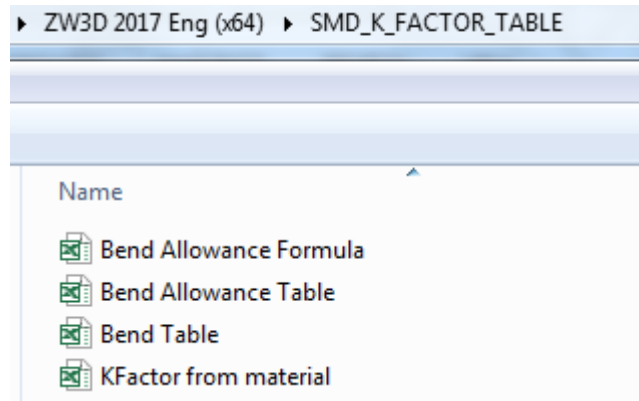 ZW3D 2017 Eng (x64) ▸ SMD_K_FACTOR_TABLE
Name
Bend Allowance Formula
Bend Allowance Table
Bend Table
KFactor from material